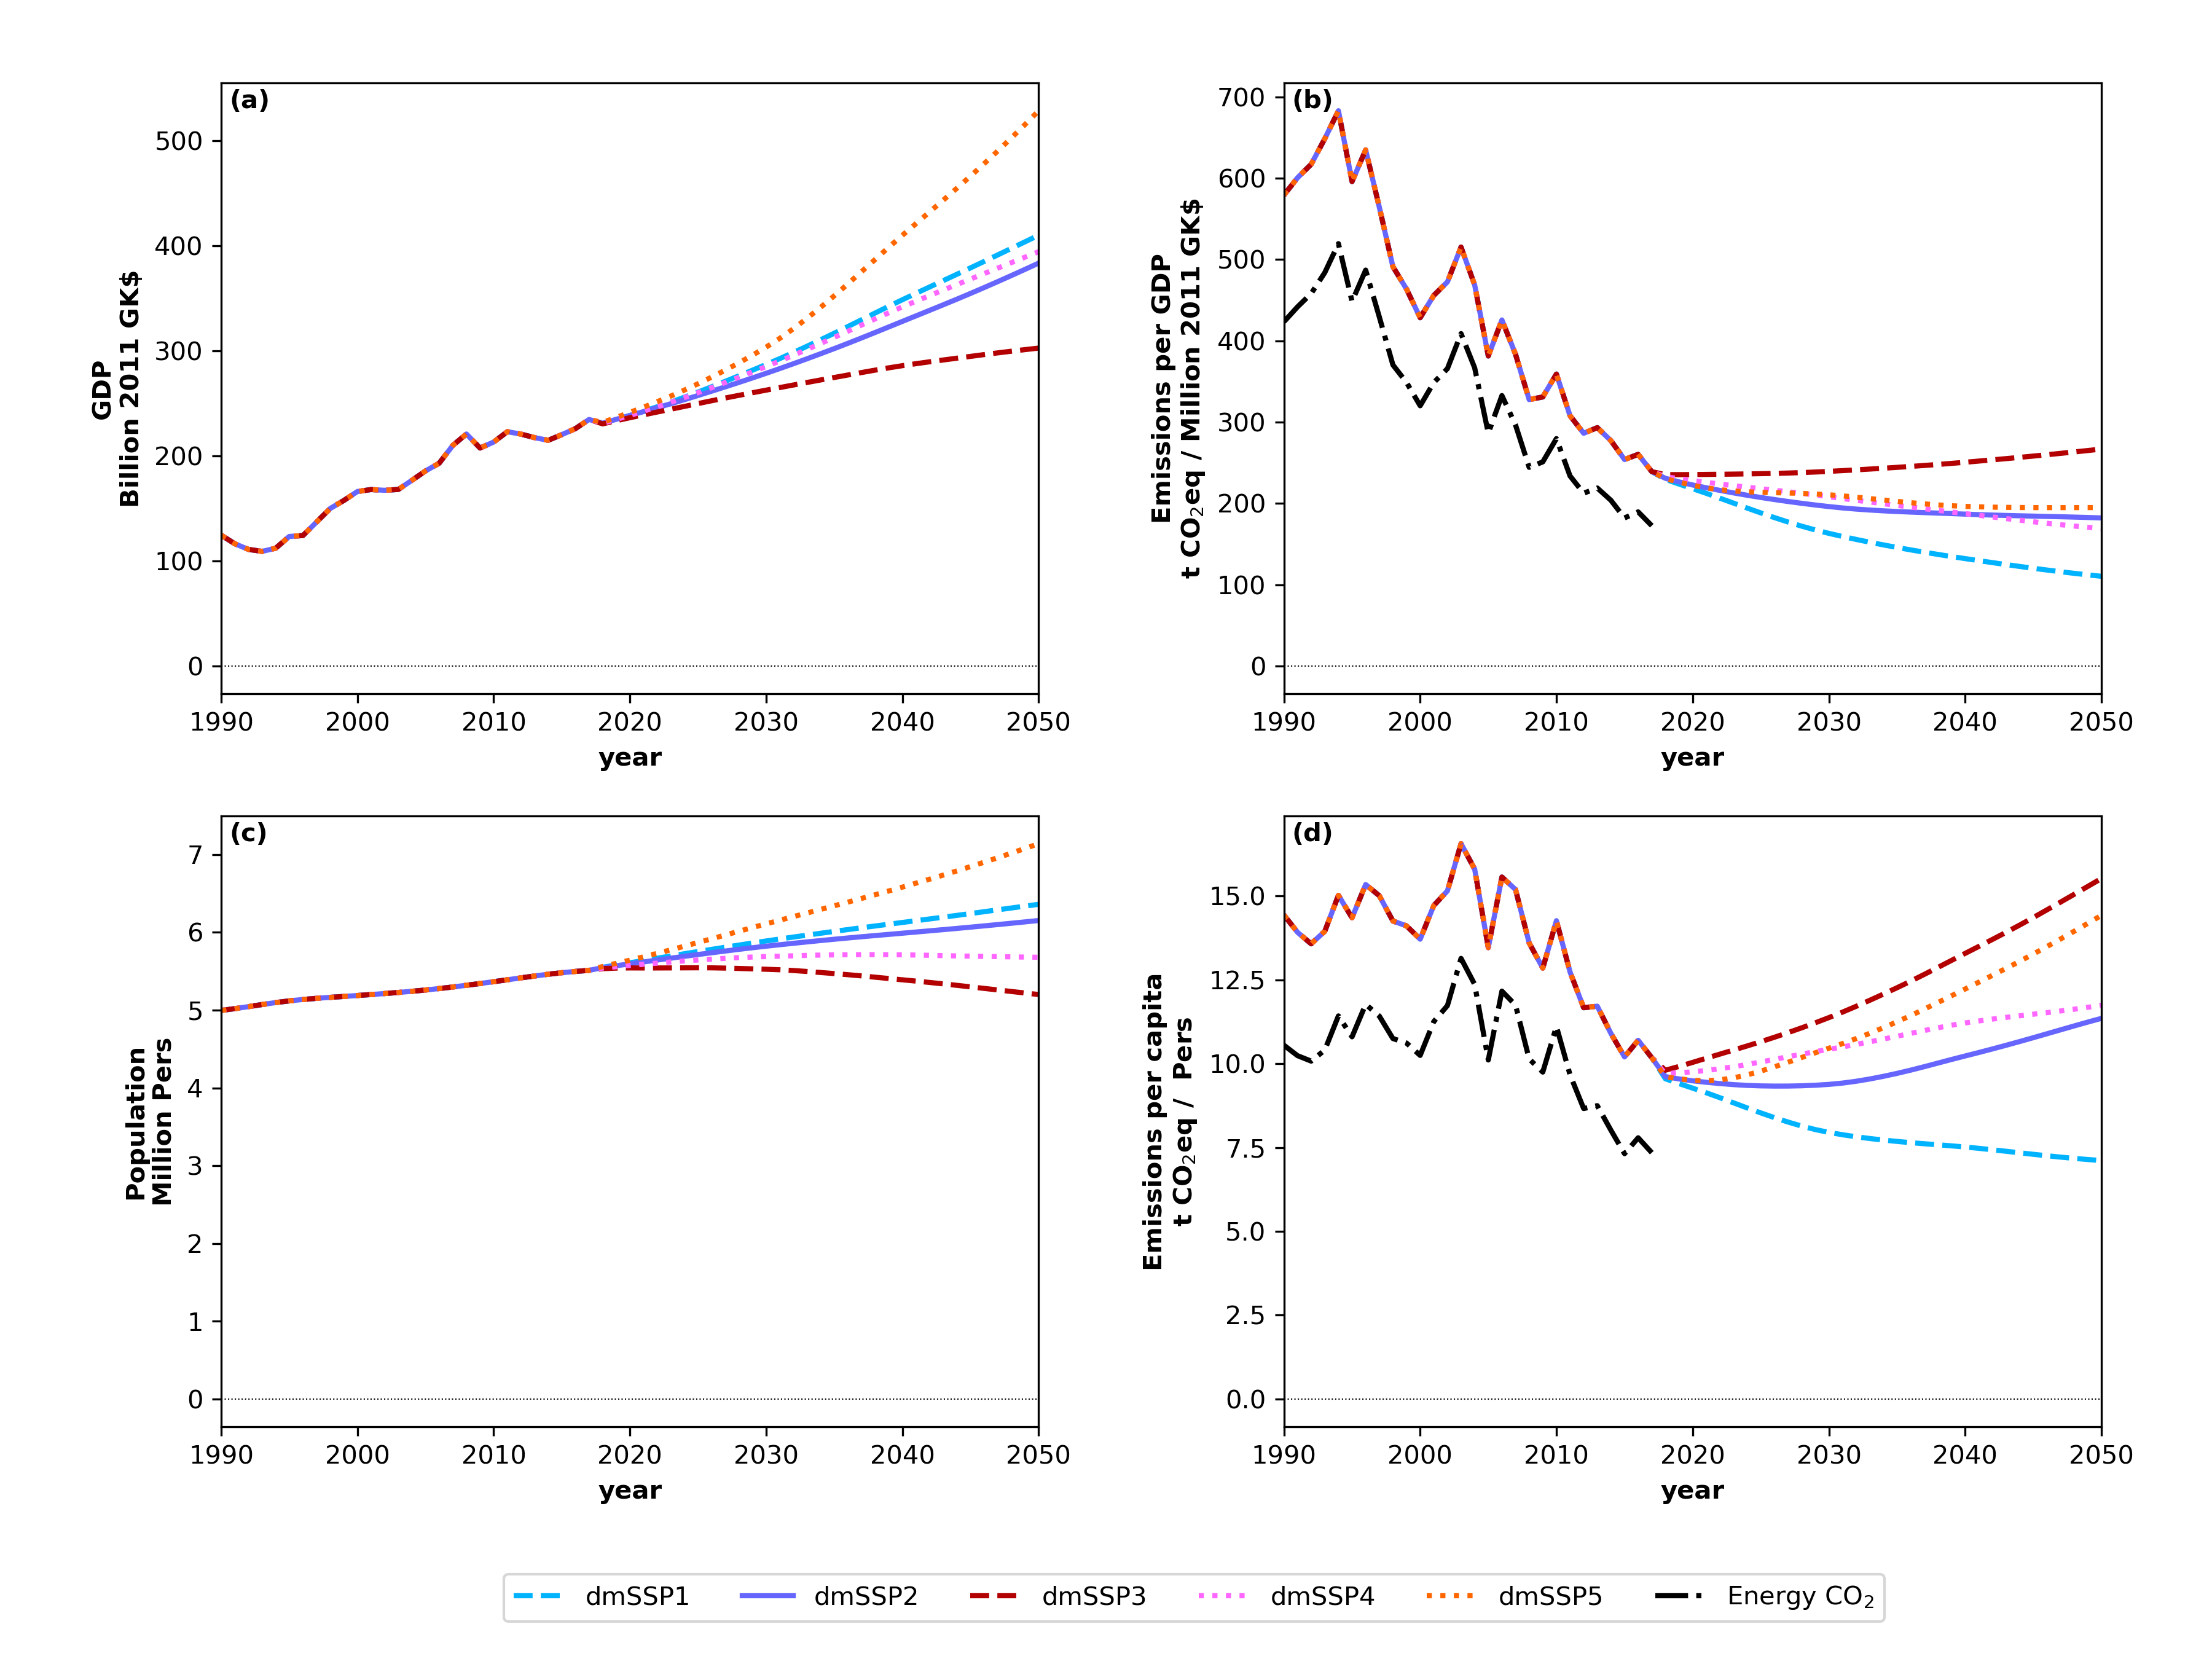 (a)
500
400
300
200
100
0
GDP
Billion 2011 GK$
1990 2000 2010 2020 2030 2040 2050
year
(b)
700
600
500
400
300
200
100
0
Emissions per GDP
t CO₂eq / Million 2011 GK$
1990 2000 2010 2020 2030 2040 2050
year
(c)
7
6
5
4
3
2
1
0
Population
Million Pers
1990 2000 2010 2020 2030 2040 2050
year
(d)
15.0
12.5
10.0
7.5
5.0
2.5
0.0
Emissions per capita
t CO₂eq / Pers
1990 2000 2010 2020 2030 2040 2050
year
dmSSP1 dmSSP2 dmSSP3 dmSSP4 dmSSP5 Energy CO₂